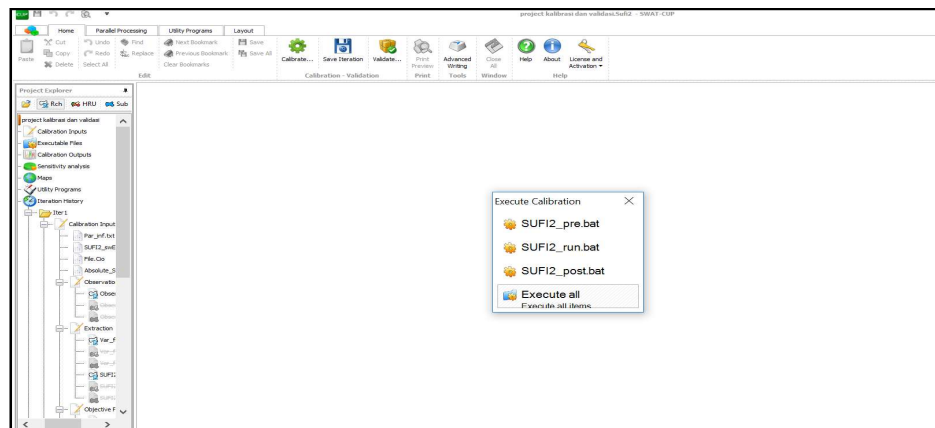 project kalibrasi dan validasi.Sufi2 - SWAT-CUP
Home Parallel Processing Utility Programs Layout
Paste
Cut Undo Find Next Bookmark Save
Copy Redo Replace Previous Bookmark Save All
Delete Select All Clear Bookmarks
Edit
Calibrate... Save Iteration Validate...
Calibration - Validation
Print Preview
Print
Advanced Writing
Tools
Close All
Window
Help About License and Activation
Help
Project Explorer
Rch HRU Sub
project kalibrasi dan validasi
Calibration Inputs
Executable Files
Calibration Outputs
Sensitivity analysis
Maps
Utility Programs
Iteration History
Iter1
Calibration Input
Par_inf.txt
SUFI2_swE
File.Cio
Absolute_S
Observatio
Obser
Extraction
Var_F
SUFI2
Objective F
Execute Calibration
SUFI2_pre.bat
SUFI2_run.bat
SUFI2_post.bat
Execute all
Execute all items